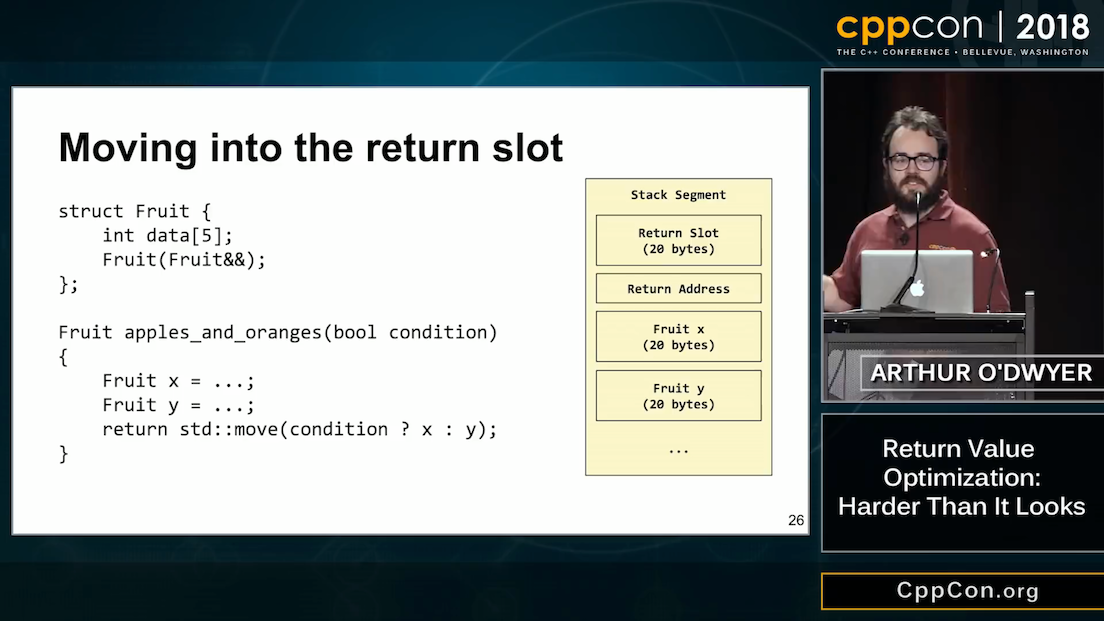 cppcon | 2018
THE C++ CONFERENCE • BELLEVUE, WASHINGTON
Moving into the return slot
struct Fruit {
    int data[5];
    Fruit(Fruit&&);
};
Fruit apples_and_oranges(bool condition)
{
    Fruit x = ...;
    Fruit y = ...;
    return std::move(condition ? x : y);
}
Stack Segment
Return Slot
(20 bytes)
Return Address
Fruit x
(20 bytes)
Fruit y
(20 bytes)
...
26
ARTHUR O'DWYER
Return Value
Optimization:
Harder Than It Looks
CppCon.org